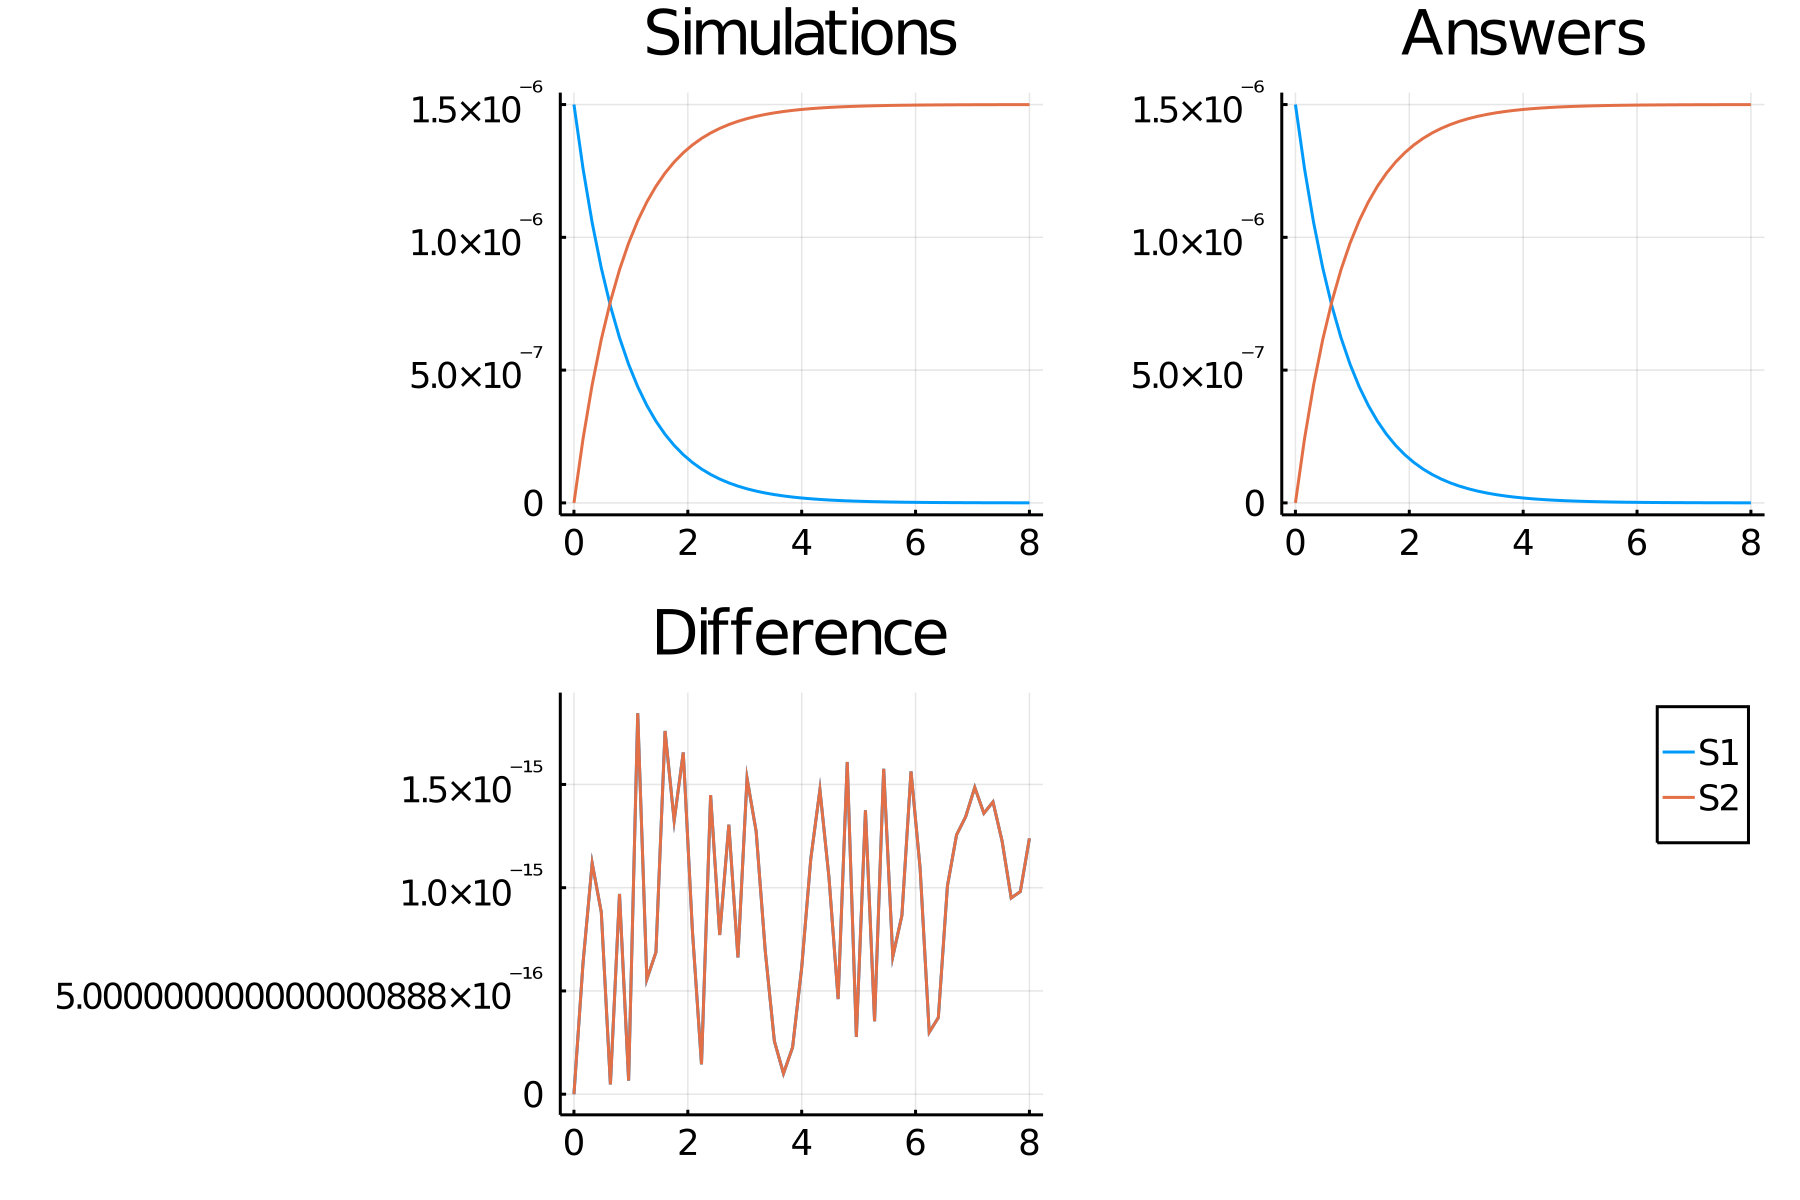 Simulations
1.5×10⁻⁶
1.0×10⁻⁶
5.0×10⁻⁷
0
0 2 4 6 8
Answers
1.5×10⁻⁶
1.0×10⁻⁶
5.0×10⁻⁷
0
0 2 4 6 8
Difference
1.5×10⁻¹⁵
1.0×10⁻¹⁵
5.0000000000000000888×10⁻¹⁶
0
0 2 4 6 8
S1
S2